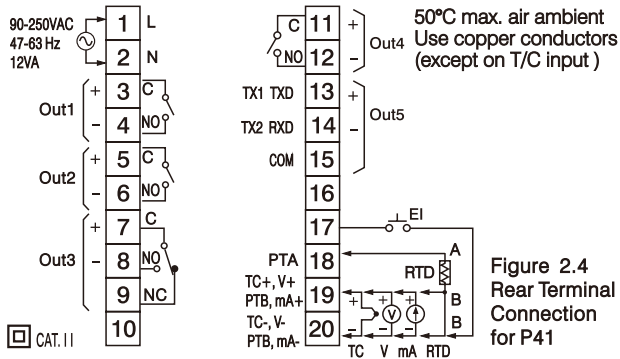 90-250VAC
47-63 Hz
12VA
1 L
2 N
Out1
+ 3 C
- 4 NO
Out2
+ 5 C
- 6 NO
Out3
+ 7 C
- 8 NO
9 NC
10
CAT. II
C 11 +
NO 12 -
Out4
TX1 TXD 13 +
TX2 RXD 14 -
COM 15
Out5
16
17 EI
PTA 18 A
RTD
TC+, V+
PTB, mA+
19 + + + B
TC-, V-
PTB, mA-
20 - - - B
V
TC V mA RTD
50°C max. air ambient
Use copper conductors
(except on T/C input )
Figure 2.4
Rear Terminal
Connection
for P41